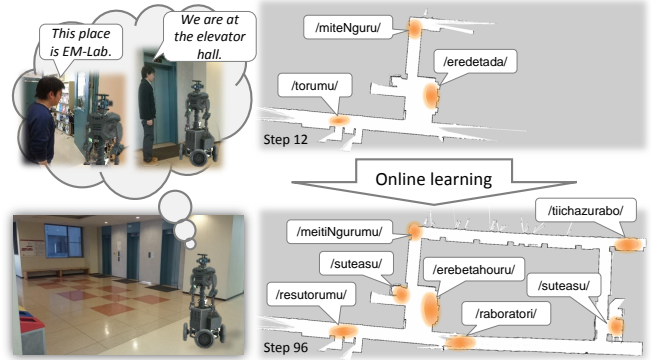 This place
is EM-Lab.
We are at
the elevator
hall.
/miteNguru/
/eredetada/
/torumu/
Step 12
Online learning
/tiichazurabo/
/meitiNgurumu/
/suteasu/
/erebetahouru/
/suteasu/
/resutorumu/
/raboratori/
Step 96